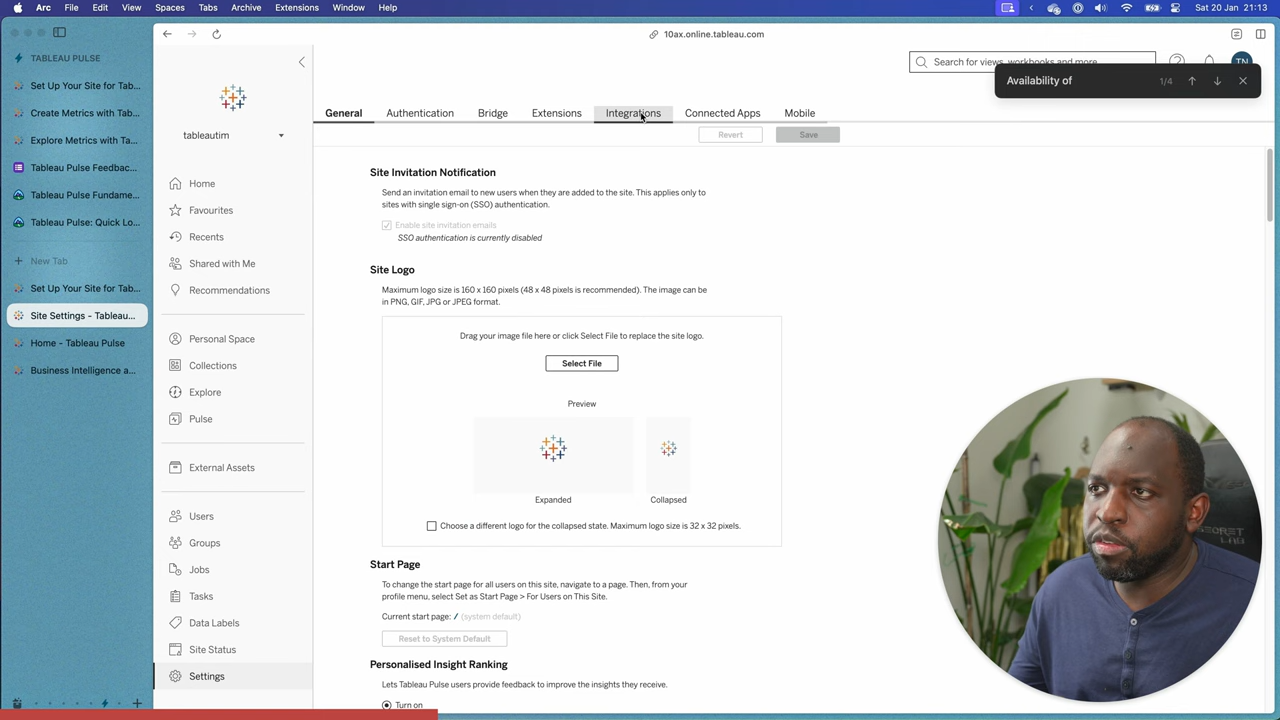 Arc File Edit View Spaces Tabs Archive Extensions Window Help
Sat 20 Jan 21:13
10ax.online.tableau.com
TABLEAU PULSE
Set Up Your Site for Tab...
Create Metrics with Tab...
Explore Metrics with Ta...
Tableau Pulse Feedbac...
Tableau Pulse Fundame...
Tableau Pulse: Quick Lo...
New Tab
Set Up Your Site for Tab...
Site Settings - Tableau...
Home - Tableau Pulse
Business Intelligence a...
tableautim
Home
Favourites
Recents
Shared with Me
Recommendations
Personal Space
Collections
Explore
Pulse
External Assets
Users
Groups
Jobs
Tasks
Data Labels
Site Status
Settings
Search for views, workbooks and more
TN
Availability of 1/4
General Authentication Bridge Extensions Integrations Connected Apps Mobile
Revert Save
Site Invitation Notification
Send an invitation email to new users when they are added to the site. This applies only to
sites with single sign-on (SSO) authentication.
Enable site invitation emails
SSO authentication is currently disabled
Site Logo
Maximum logo size is 160 x 160 pixels (48 x 48 pixels is recommended). The image can be
in PNG, GIF, JPG or JPEG format.
Drag your image file here or click Select File to replace the site logo.
Select File
Preview
Expanded Collapsed
Choose a different logo for the collapsed state. Maximum logo size is 32 x 32 pixels.
Start Page
To change the start page for all users on this site, navigate to a page. Then, from your
profile menu, select Set as Start Page > For Users on This Site.
Current start page: / (system default)
Reset to System Default
Personalised Insight Ranking
Lets Tableau Pulse users provide feedback to improve the insights they receive.
Turn on